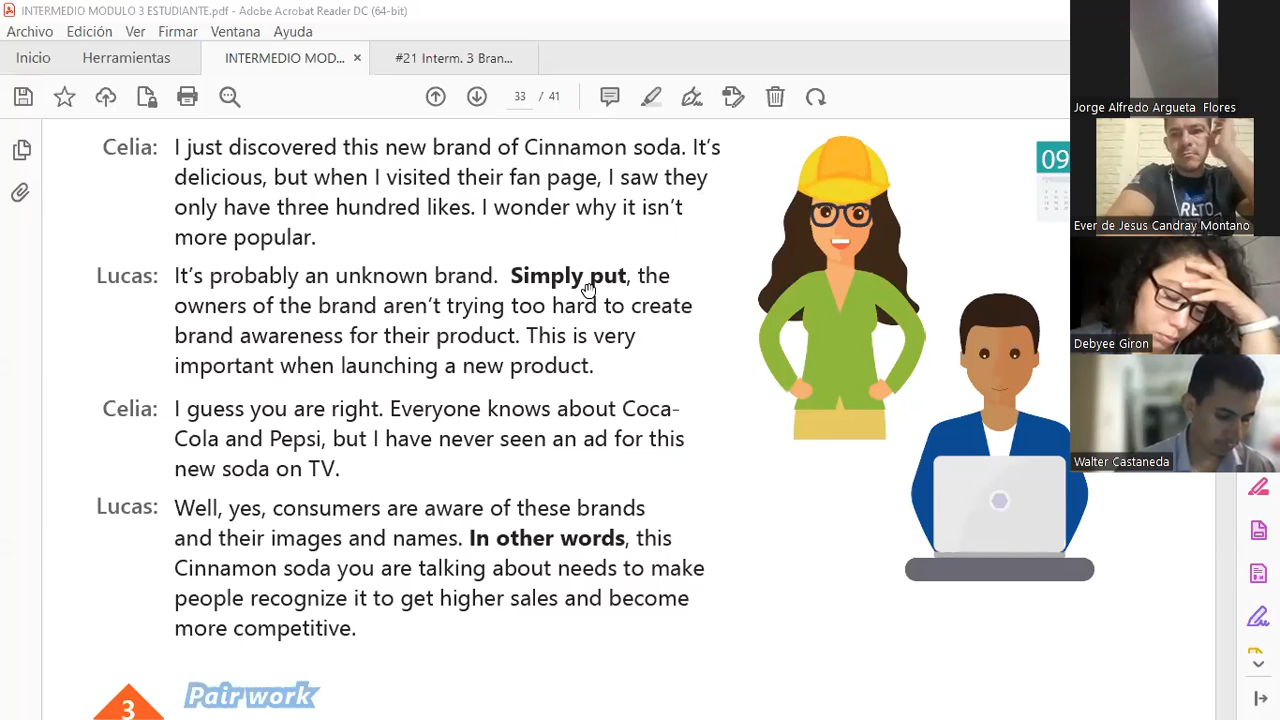 INTERMEDIO MODULO 3 ESTUDIANTE.pdf - Adobe Acrobat Reader DC (64-bit)
Archivo Edición Ver Firmar Ventana Ayuda
Inicio Herramientas INTERMEDIO MOD... × #21 Interm. 3 Bran...
33 / 41
Celia: I just discovered this new brand of Cinnamon soda. It’s
delicious, but when I visited their fan page, I saw they
only have three hundred likes. I wonder why it isn’t
more popular.
Lucas: It’s probably an unknown brand. Simply put, the
owners of the brand aren’t trying too hard to create
brand awareness for their product. This is very
important when launching a new product.
Celia: I guess you are right. Everyone knows about Coca-
Cola and Pepsi, but I have never seen an ad for this
new soda on TV.
Lucas: Well, yes, consumers are aware of these brands
and their images and names. In other words, this
Cinnamon soda you are talking about needs to make
people recognize it to get higher sales and become
more competitive.
3 Pair work
09
Jorge Alfredo Argueta Flores
RETO
Ever de Jesus Candray Montano
Debyee Giron
Walter Castaneda